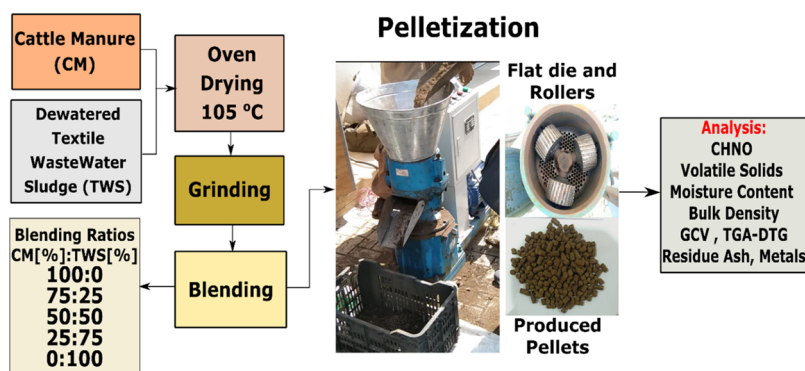 Pelletization
Cattle Manure
(CM)
Dewatered
Textile
WasteWater
Sludge (TWS)
Oven
Drying
105 ºC
Grinding
Blending
Blending Ratios
CM[%]:TWS[%]
100:0
75:25
50:50
25:75
0:100
Flat die and
Rollers
Produced
Pellets
Analysis:
CHNO
Volatile Solids
Moisture Content
Bulk Density
GCV , TGA-DTG
Residue Ash, Metals